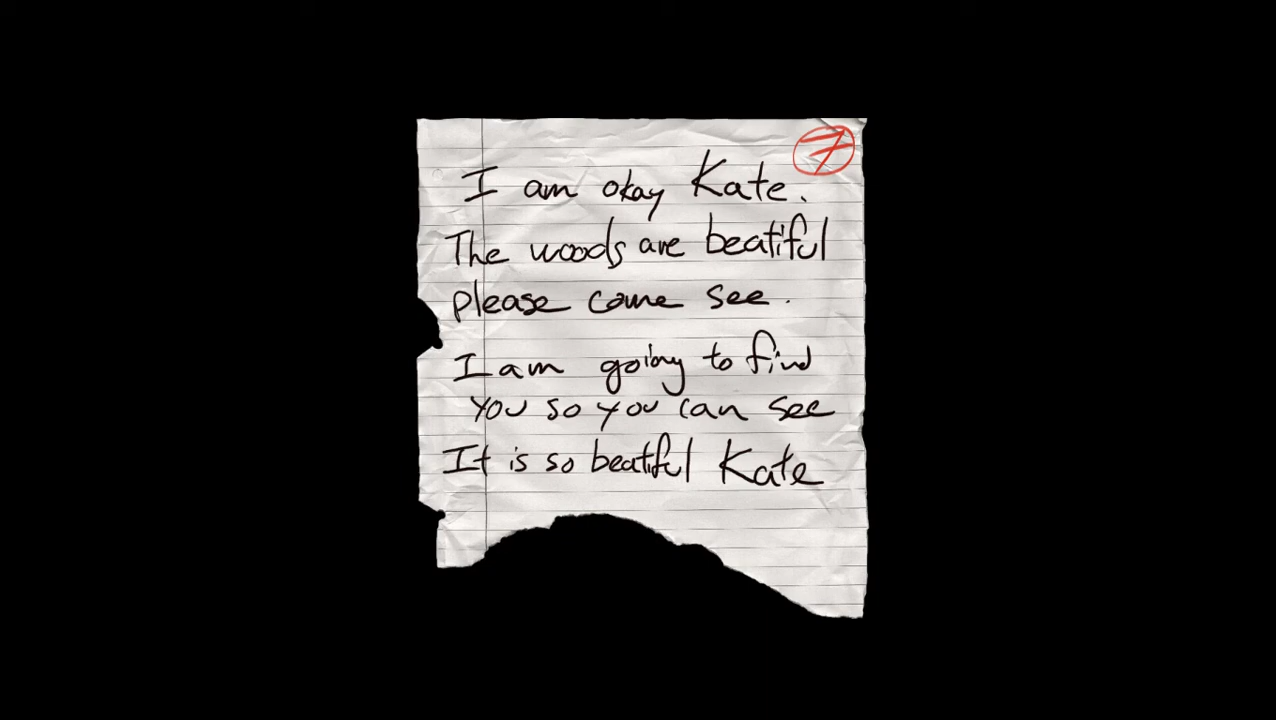 7
I am okay Kate.
The woods are beatiful
please come see.
I am going to find
you so you can see
It is so beatiful Kate